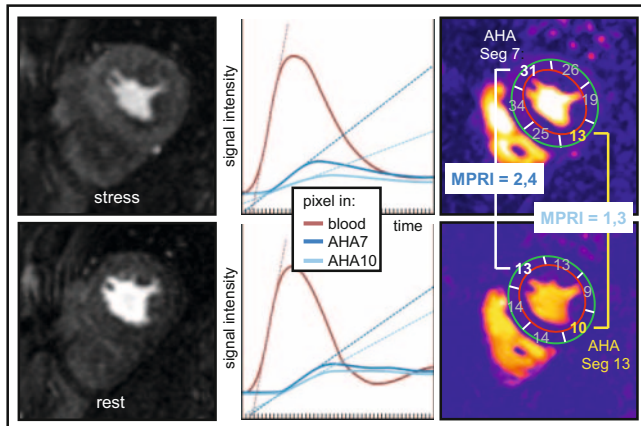 stress
signal intensity
pixel in:
blood
AHA7
AHA10
time
AHA
Seg 7
31
26
34
19
25
13
MPRI = 2,4
MPRI = 1,3
rest
signal intensity
13
13
14
9
14
10
AHA
Seg 13